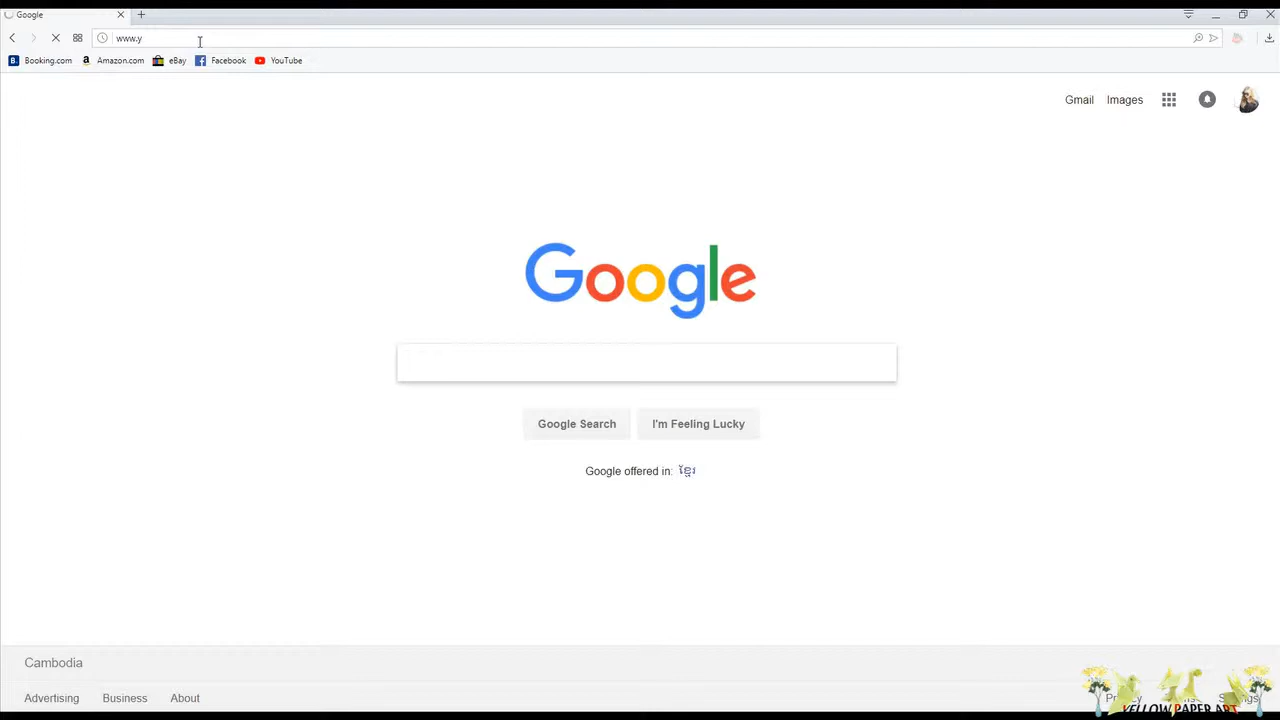 Google
www.y
Booking.com Amazon.com eBay Facebook YouTube
Gmail Images
Google
Google Search I'm Feeling Lucky
Google offered in: ខ្មែរ
Cambodia
Advertising Business About
YELLOW PAPER ART